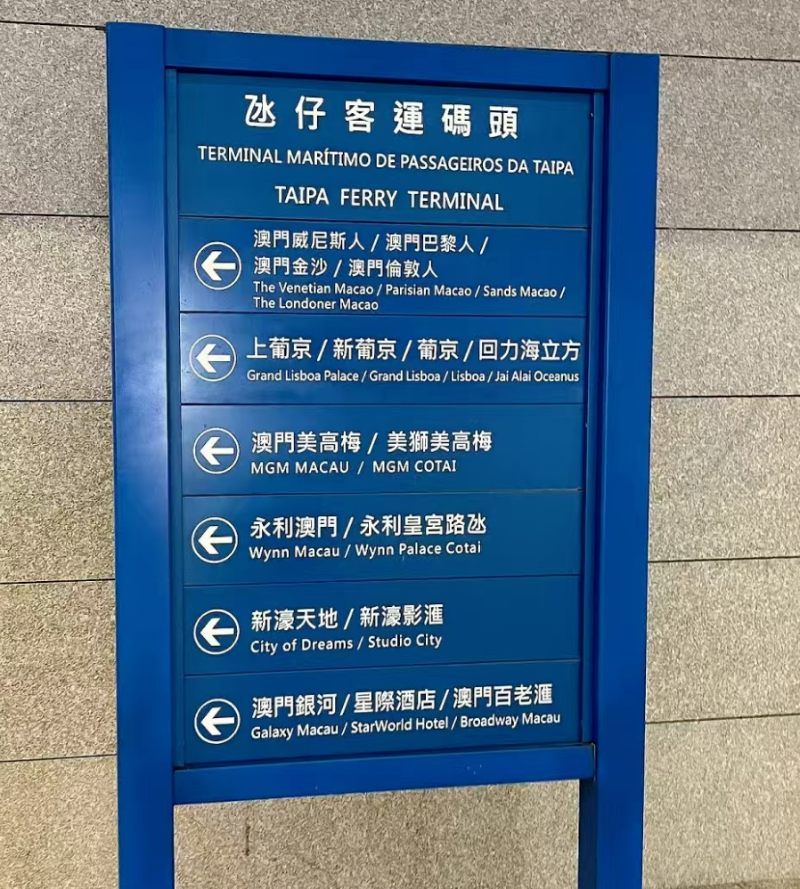 氹仔客運碼頭
TERMINAL MARÍTIMO DE PASSAGEIROS DA TAIPA
TAIPA FERRY TERMINAL
澳門威尼斯人 / 澳門巴黎人 /
澳門金沙 / 澳門倫敦人
The Venetian Macao / Parisian Macao / Sands Macao /
The Londoner Macao
上葡京 / 新葡京 / 葡京 / 回力海立方
Grand Lisboa Palace / Grand Lisboa / Lisboa / Jai Alai Oceanus
澳門美高梅 / 美獅美高梅
MGM MACAU / MGM COTAI
永利澳門 / 永利皇宮路氹
Wynn Macau / Wynn Palace Cotai
新濠天地 / 新濠影滙
City of Dreams / Studio City
澳門銀河 / 星際酒店 / 澳門百老滙
Galaxy Macau / StarWorld Hotel / Broadway Macau